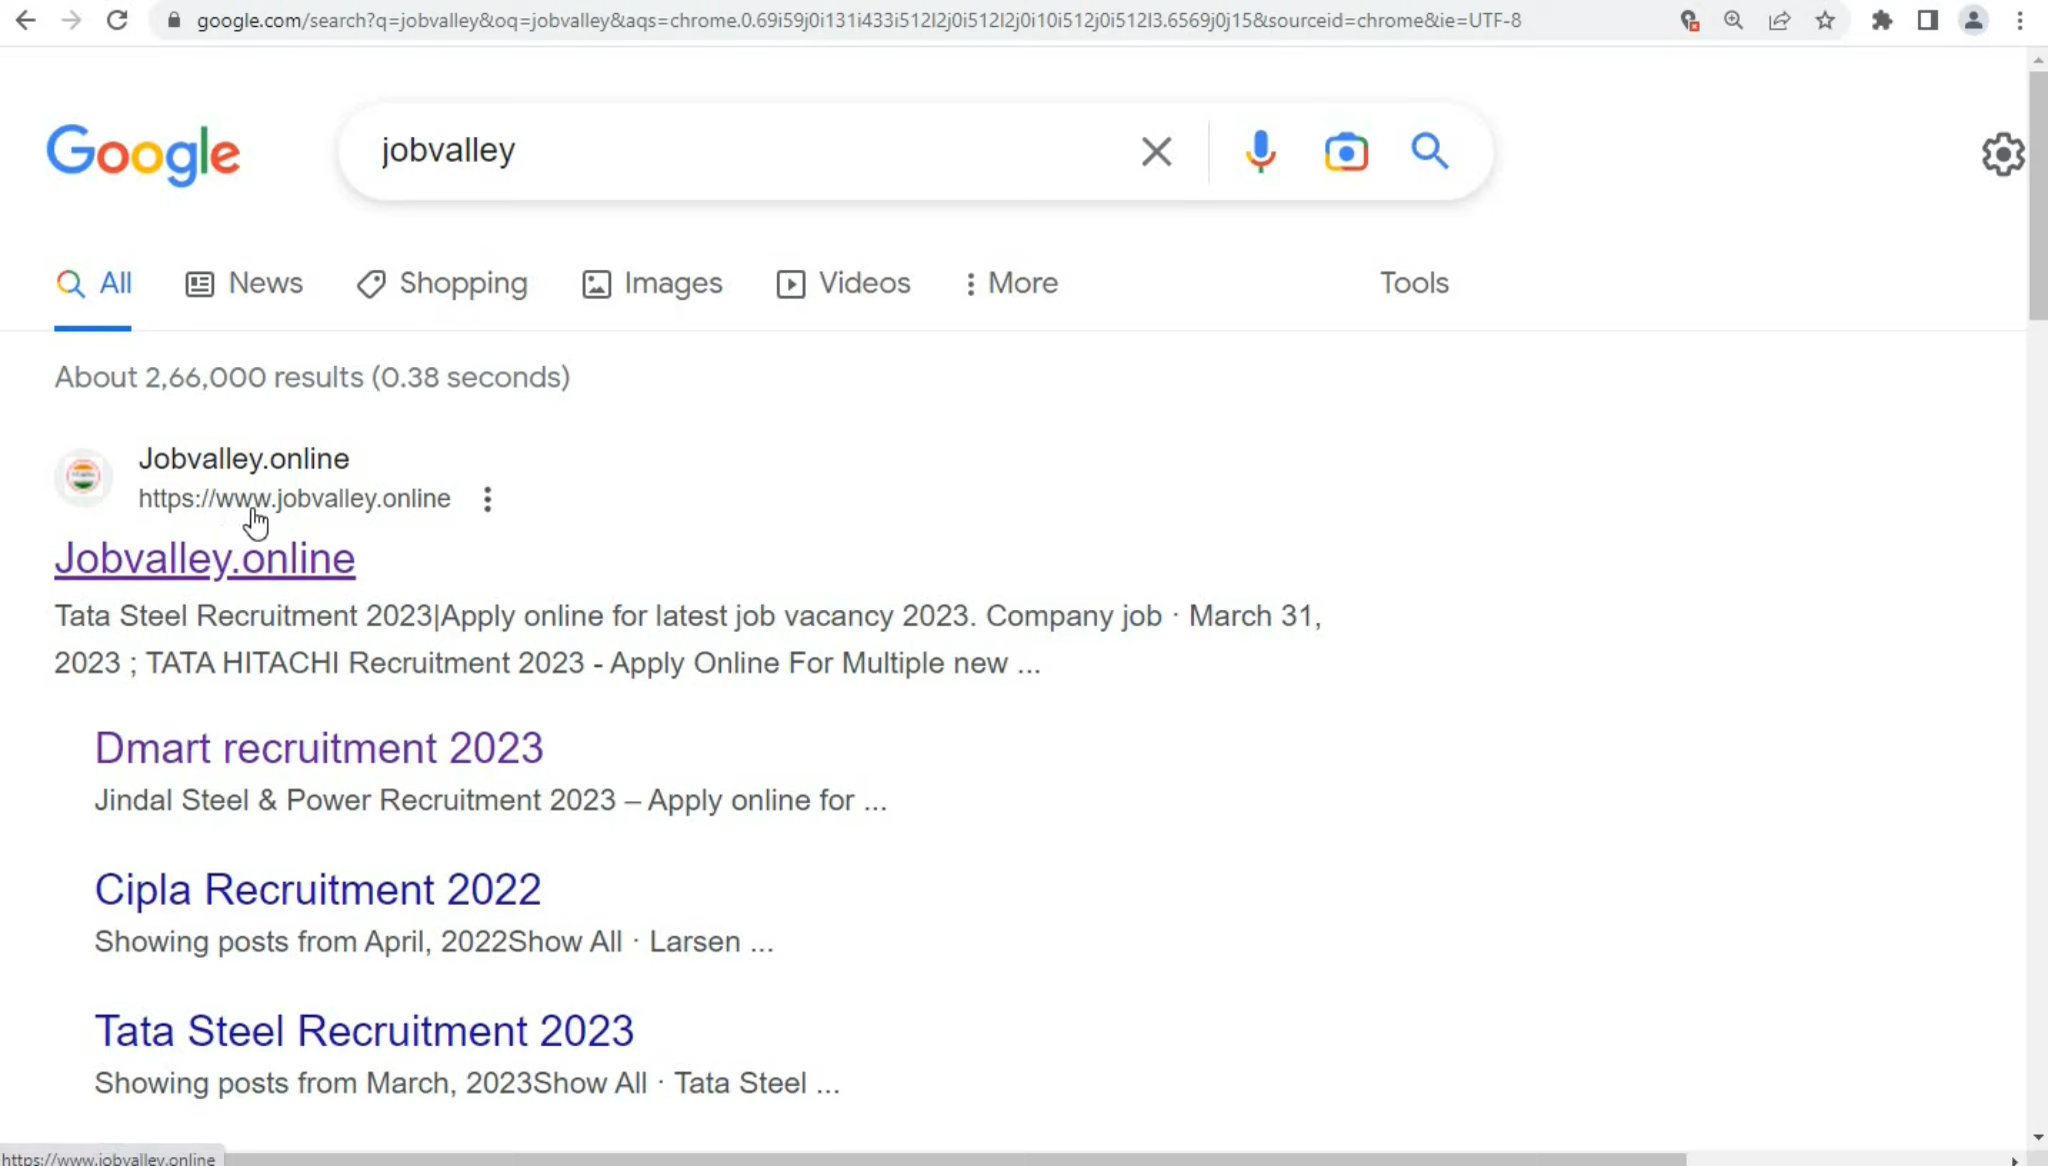 google.com/search?q=jobvalley&oq=jobvalley&aqs=chrome.0.69i59j0i131i433i512l2j0i512l2j0i10i512j0i512l3.6569j0j15&sourceid=chrome&ie=UTF-8
Google
jobvalley
All
News
Shopping
Images
Videos
More
Tools
About 2,66,000 results (0.38 seconds)
Jobvalley.online
https://www.jobvalley.online
Jobvalley.online
Tata Steel Recruitment 2023|Apply online for latest job vacancy 2023. Company job · March 31,
2023 ; TATA HITACHI Recruitment 2023 - Apply Online For Multiple new ...
Dmart recruitment 2023
Jindal Steel & Power Recruitment 2023 – Apply online for ...
Cipla Recruitment 2022
Showing posts from April, 2022Show All · Larsen ...
Tata Steel Recruitment 2023
Showing posts from March, 2023Show All · Tata Steel ...
https://www.jobvalley.online